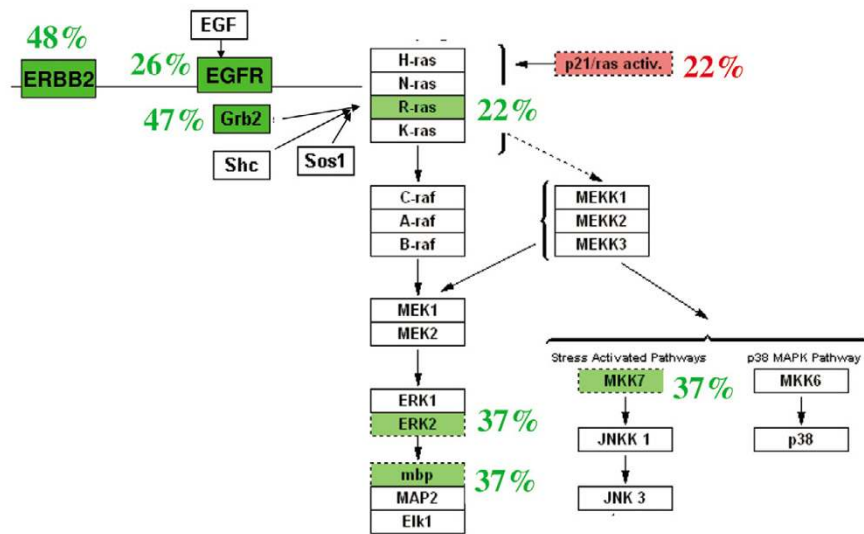 48%
EGF
ERBB2
26%
EGFR
47%
Grb2
Shc
Sos1
H-ras
N-ras
R-ras
K-ras
22%
p21/ras activ.
22%
C-raf
A-raf
B-raf
MEKK1
MEKK2
MEKK3
MEK1
MEK2
Stress Activated Pathways
p38 MAPK Pathway
MKK7
37%
MKK6
ERK1
ERK2
37%
JNKK 1
p38
mbp
37%
MAP2
Elk1
JNK 3